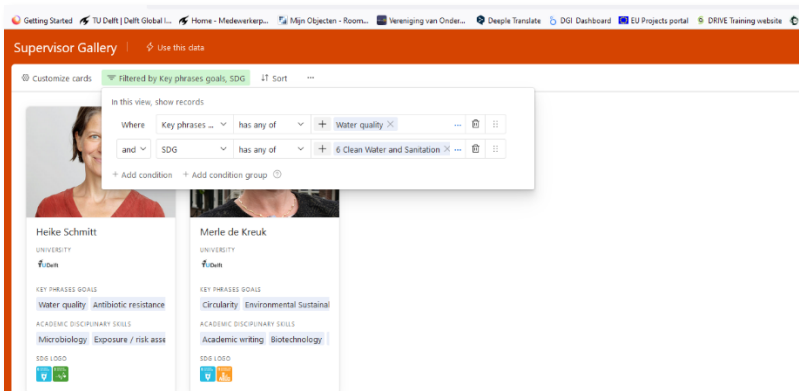 Getting Started TU Delft | Delft Global I... Home - Medewerkerp... Mijn Objecten - Room... Vereniging van Onder... Deeple Translate DGI Dashboard EU Projects portal DRIVE Training website
Supervisor Gallery Use this data
Customize cards Filtered by Key phrases goals, SDG Sort ...
In this view, show records
Where Key phrases ... has any of + Water quality × ...
and SDG has any of + 6 Clean Water and Sanitation × ...
+ Add condition + Add condition group
Heike Schmitt Merle de Kreuk
UNIVERSITY UNIVERSITY
TUDelft TUDelft
KEY PHRASES GOALS KEY PHRASES GOALS
Water quality Antibiotic resistance Circularity Environmental Sustainal
ACADEMIC DISCIPLINARY SKILLS ACADEMIC DISCIPLINARY SKILLS
Microbiology Exposure / risk asse Academic writing Biotechnology
SDG LOGO SDG LOGO